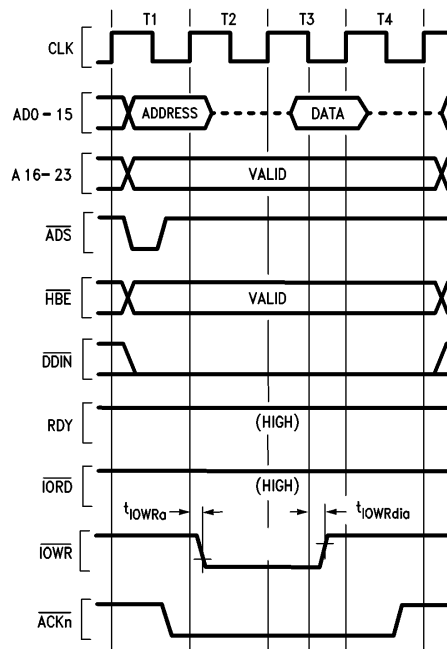 T1 T2 T3 T4
CLK
AD0-15 ADDRESS DATA
A16-23 VALID
ADS
HBE VALID
DDIN
RDY (HIGH)
IORD (HIGH)
tIOWRa tIOWRdia
IOWR
ACKn